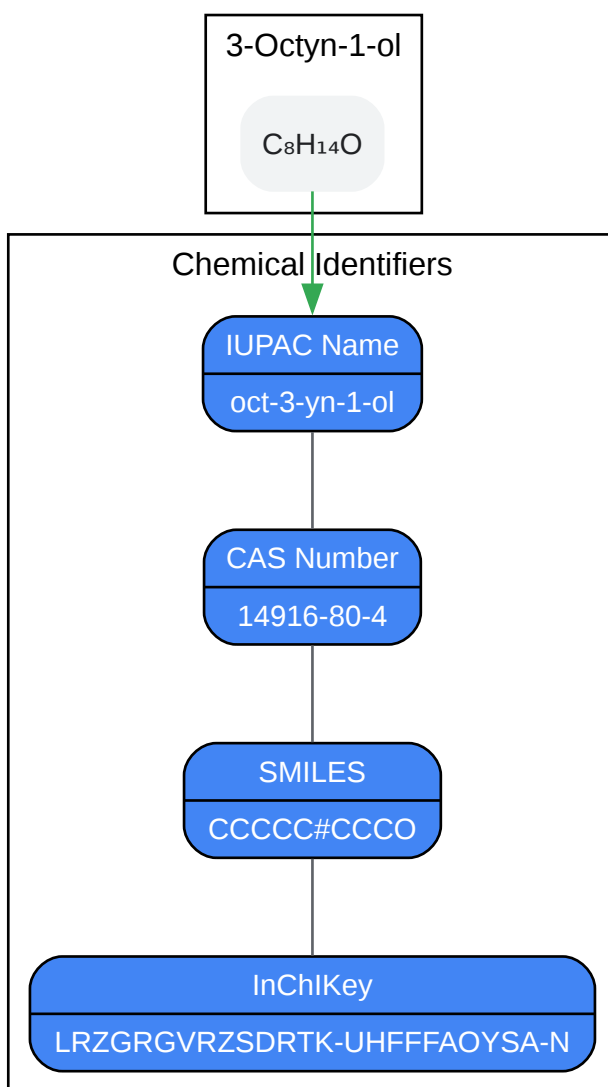 3-Octyn-1-ol
C₈H₁₄O
Chemical Identifiers
IUPAC Name
oct-3-yn-1-ol
CAS Number
14916-80-4
SMILES
CCCCC#CCCO
InChIKey
LRZGRGVRZSDRTK-UHFFFAOYSA-N